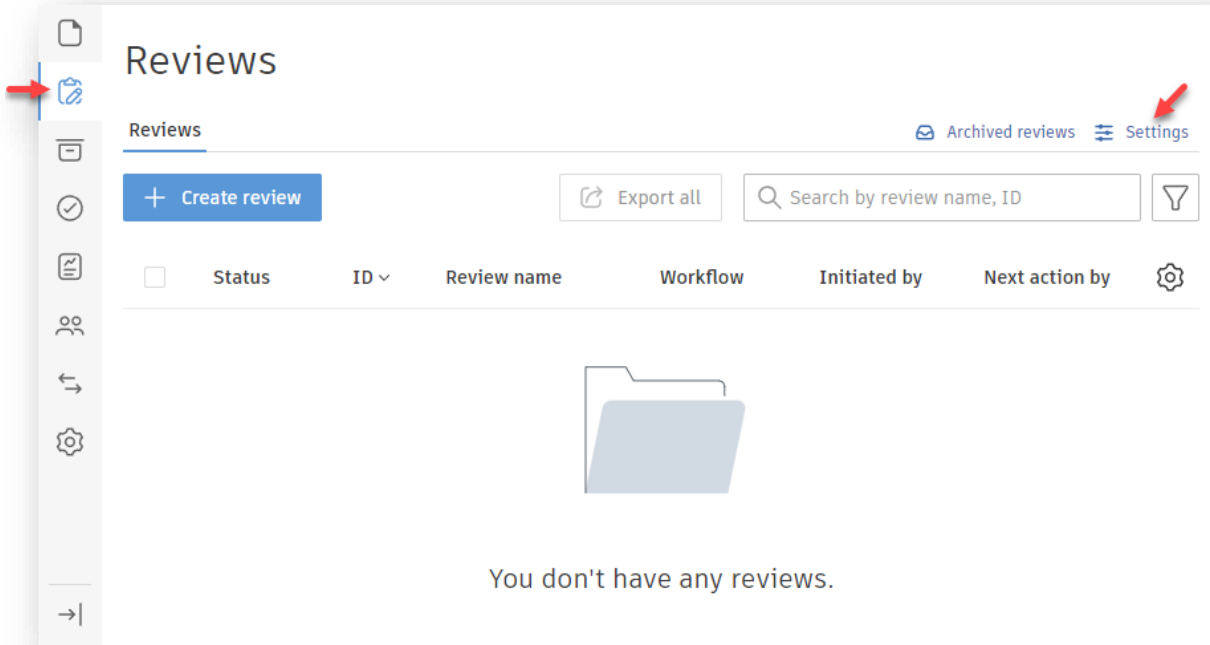 Reviews
Reviews
Archived reviews
Settings
Create review
Export all
Search by review name, ID
Status ID Review name Workflow Initiated by Next action by
You don't have any reviews.